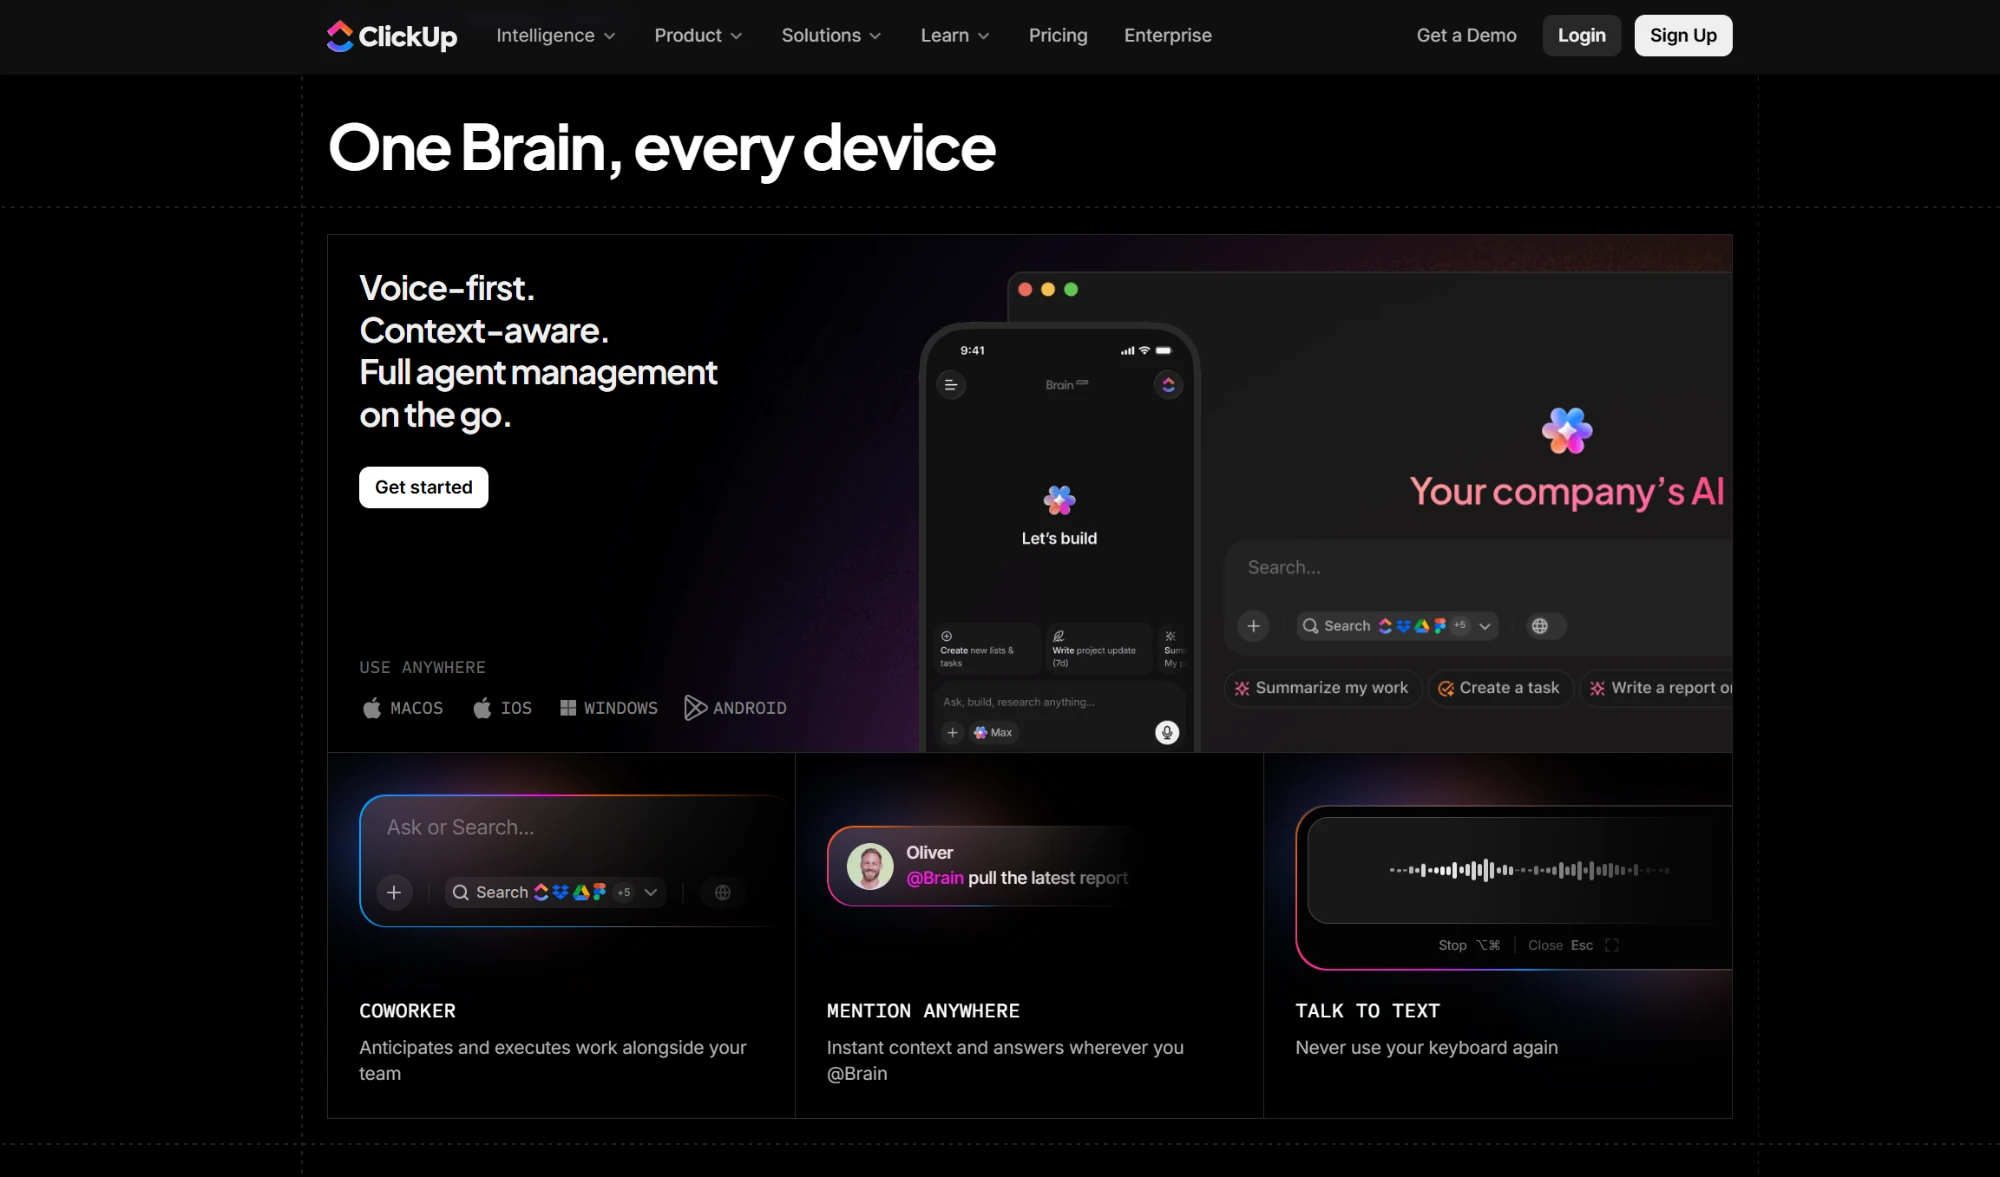 ClickUp Intelligence Product Solutions Learn Pricing Enterprise Get a Demo Login Sign Up
One Brain, every device
Voice-first.
Context-aware.
Full agent management
on the go.
Get started
USE ANYWHERE
MACOS IOS WINDOWS ANDROID
9:41
Brain
Let's build
Create new lists &
tasks
Write project update
(7d)
Sum
My p
Ask, build, research anything...
Max
Your company's AI
Search...
Search +5
Summarize my work Create a task Write a report o
Ask or Search...
Search +5
COWORKER
Anticipates and executes work alongside your
team
Oliver
@Brain pull the latest report
MENTION ANYWHERE
Instant context and answers wherever you
@Brain
Stop ⌥⌘ Close Esc
TALK TO TEXT
Never use your keyboard again